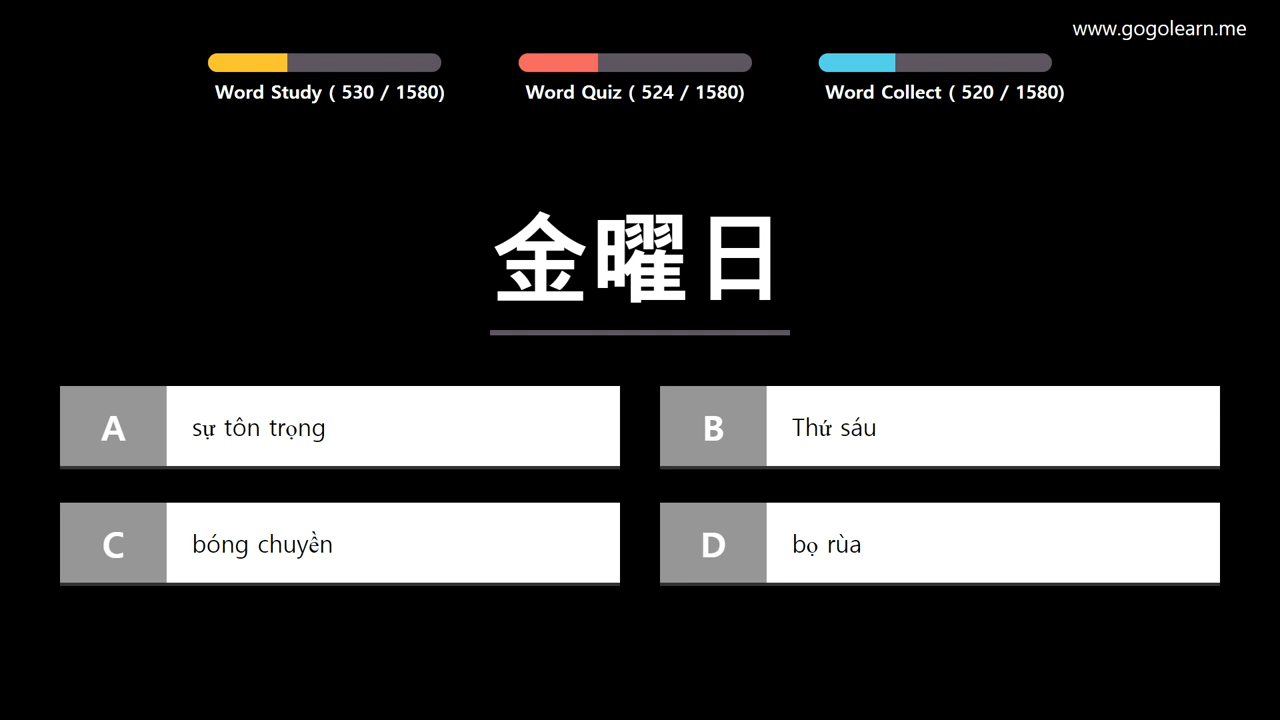 www.gogolearn.me
Word Study ( 530 / 1580)
Word Quiz ( 524 / 1580)
Word Collect ( 520 / 1580)
金曜日
A
sự tôn trọng
B
Thứ sáu
C
bóng chuyền
D
bọ rùa